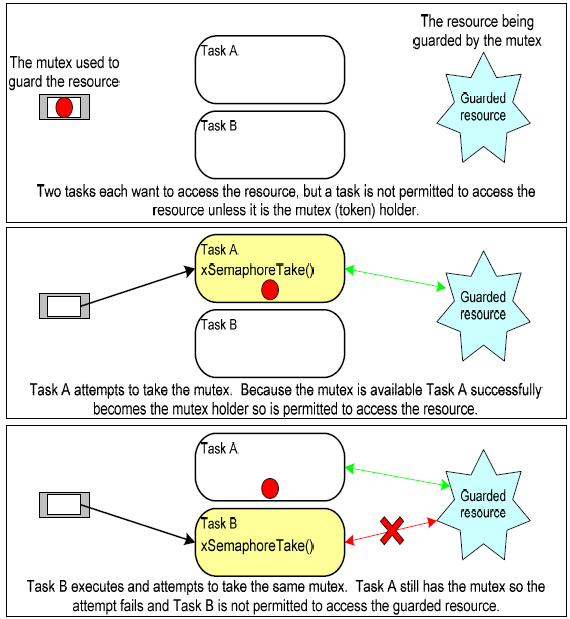 The resource being
guarded by the mutex
The mutex used to
guard the resource
Task A
Guarded
resource
Task B
Two tasks each want to access the resource, but a task is not permitted to access the
resource unless it is the mutex (token) holder.
Task A
xSemaphoreTake()
Guarded
resource
Task B
Task A attempts to take the mutex. Because the mutex is available Task A successfully
becomes the mutex holder so is permitted to access the resource.
Task A
Guarded
resource
Task B
xSemaphoreTake()
Task B executes and attempts to take the same mutex. Task A still has the mutex so the
attempt fails and Task B is not permitted to access the guarded resource.